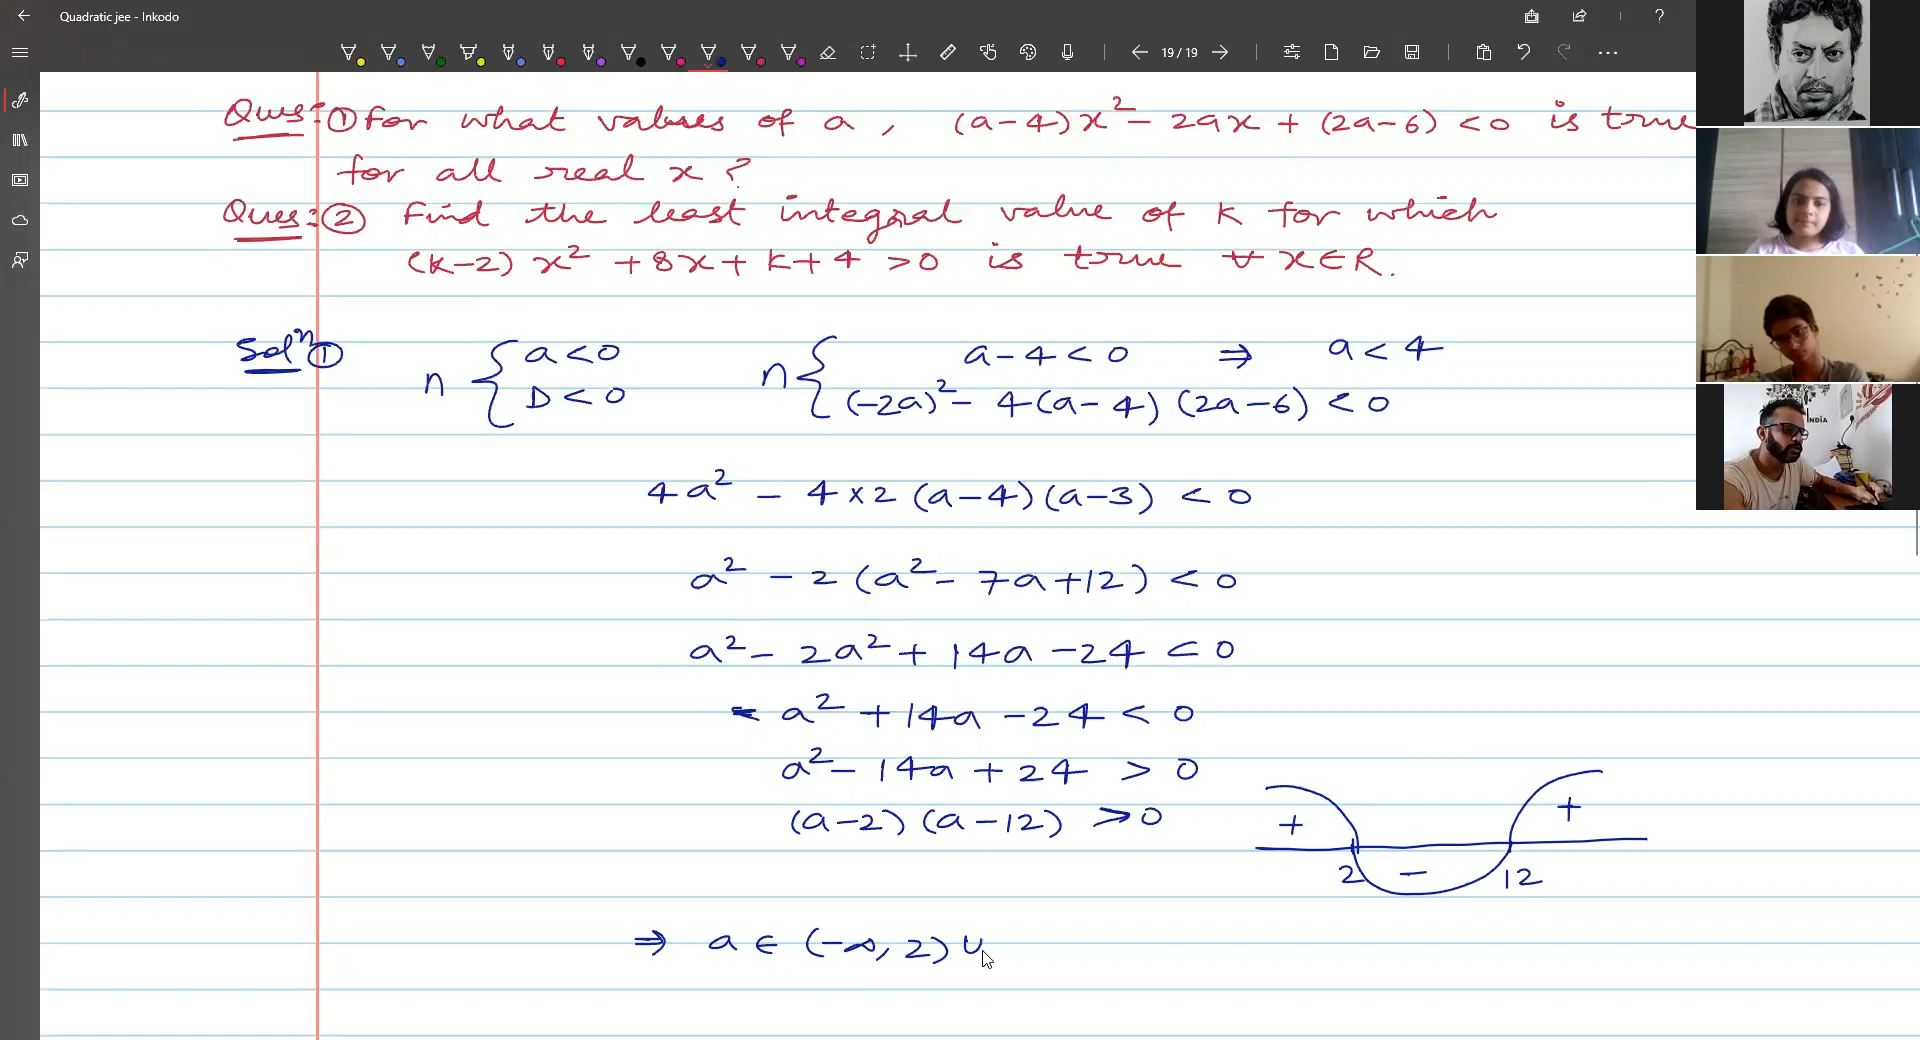 Quadratic jee - Inkodo
19 / 19
Ques: ① For what values of a , (a-4)x² - 2ax + (2a-6) < 0 is true
for all real x ?
Ques: ② Find the least integral value of K for which
(k-2) x² + 8x + k + 4 > 0 is true ∀ x ∈ R.
Solⁿ ① n { a < 0 n { a - 4 < 0 ⇒ a < 4
D < 0 (-2a)² - 4(a-4) (2a-6) < 0
4a² - 4 × 2 (a-4) (a-3) < 0
a² - 2 (a² - 7a + 12) < 0
a² - 2a² + 14a - 24 < 0
- a² + 14a - 24 < 0
a² - 14a + 24 > 0
(a-2) (a-12) > 0
+ +
2 - 12
⇒ a ∈ (-∞, 2) ∪
INDIA